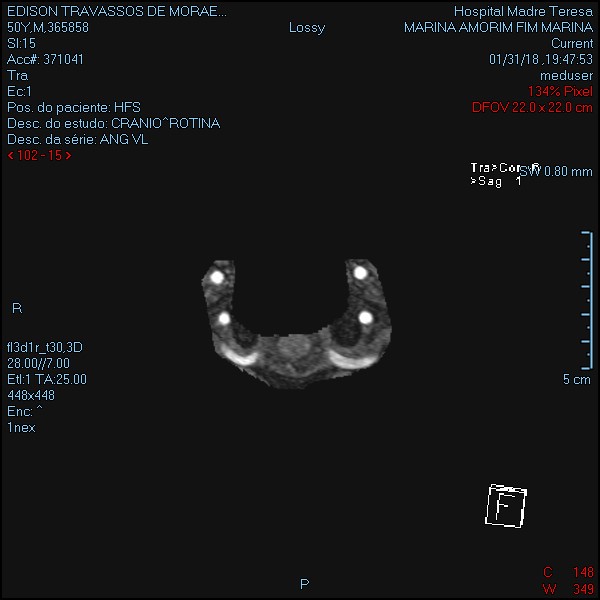 EDISON TRAVASSOS DE MORAE...
50Y,M,365858
Sl:15
Acc#: 371041
Tra
Ec:1
Pos. do paciente: HFS
Desc. do estudo: CRANIO^ROTINA
Desc. da série: ANG VL
< 102 - 15 >
Lossy
Hospital Madre Teresa
MARINA AMORIM FIM MARINA
Current
01/31/18 ,19:47:53
meduser
134% Pixel
DFOV 22.0 x 22.0 cm
Tra>Cor
SW 0.80 mm
>Sag 1
R
fl3d1r_t30,3D
28.00//7.00
Etl:1 TA:25.00
448x448
Enc: ^
1nex
5 cm
F
P
C 148
W 349